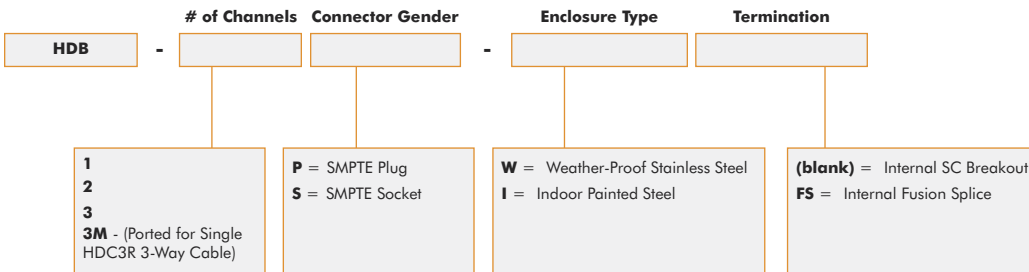 # of Channels Connector Gender Enclosure Type Termination
HDB - -
1
2
3
3M - (Ported for Single
HDC3R 3-Way Cable)
P = SMPTE Plug
S = SMPTE Socket
W = Weather-Proof Stainless Steel
I = Indoor Painted Steel
(blank) = Internal SC Breakout
FS = Internal Fusion Splice